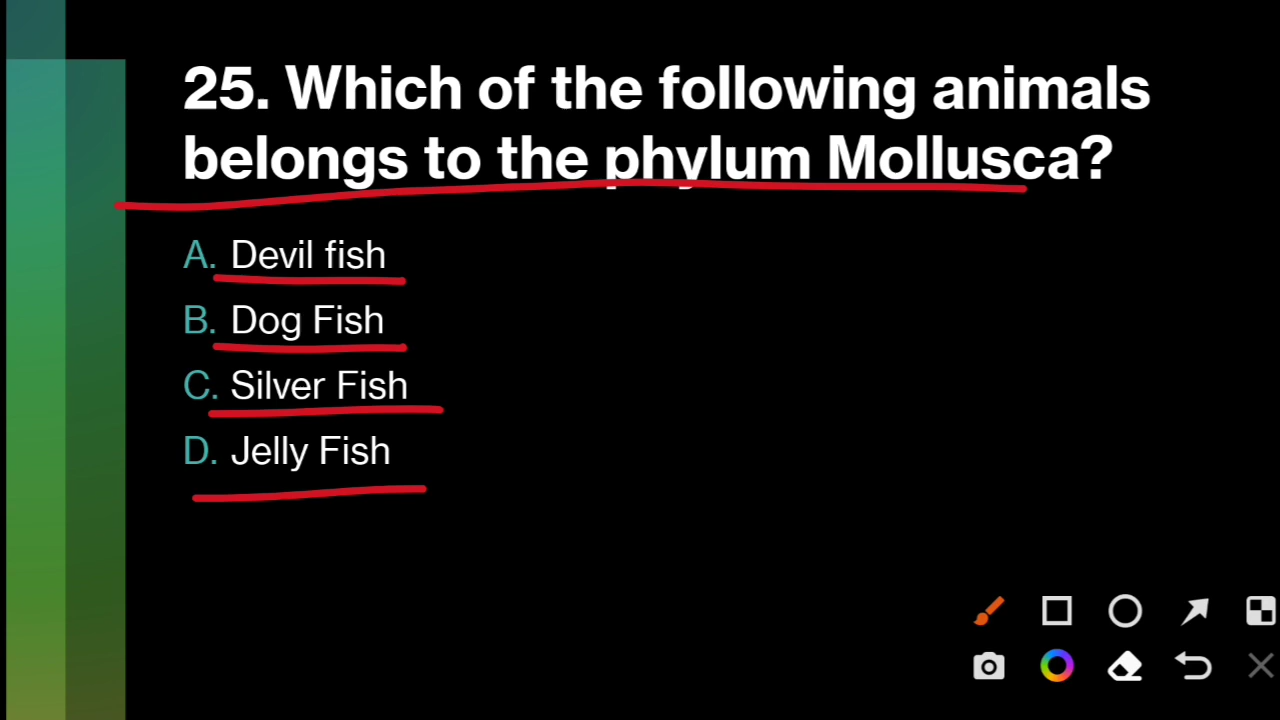 25. Which of the following animals
belongs to the phylum Mollusca?
A. Devil fish
B. Dog Fish
C. Silver Fish
D. Jelly Fish